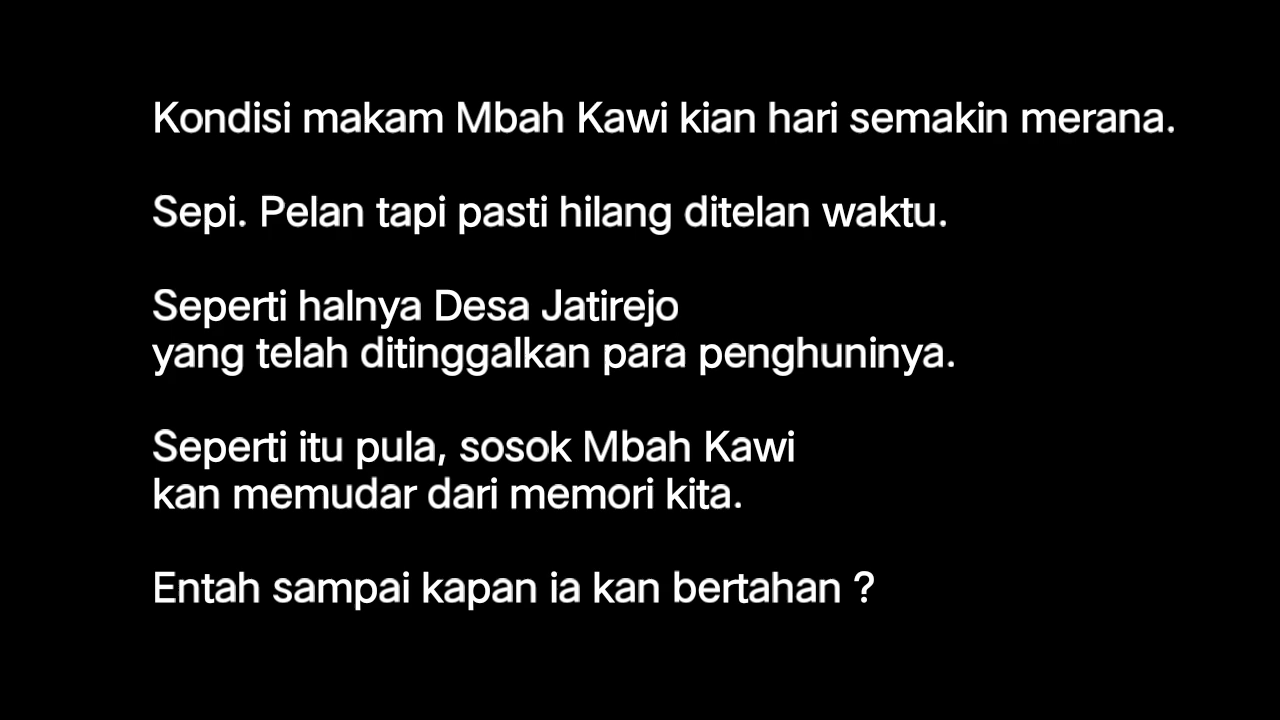 Kondisi makam Mbah Kawi kian hari semakin merana.
Sepi. Pelan tapi pasti hilang ditelan waktu.
Seperti halnya Desa Jatirejo
yang telah ditinggalkan para penghuninya.
Seperti itu pula, sosok Mbah Kawi
kan memudar dari memori kita.
Entah sampai kapan ia kan bertahan ?